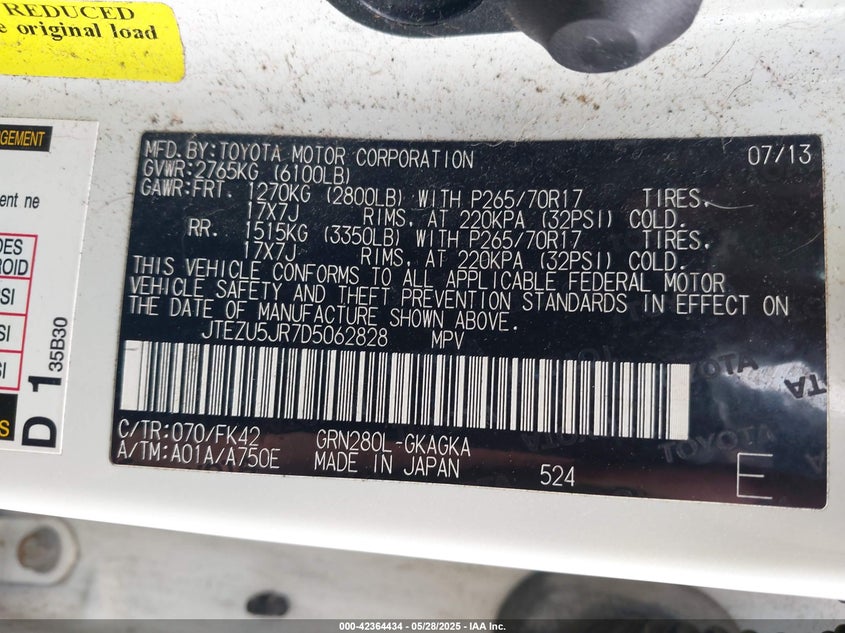 REDUCED
e original load
NGEMENT
ent ne
DES
ROID
SI
SI
SI
S
D 1
35B30
MFD.BY:TOYOTA MOTOR CORPORATION 07/13
GVWR:2765KG (6100LB)
GAWR:FRT. 1270KG (2800LB) WITH P265/70R17 TIRES.
17X7J RIMS, AT 220KPA (32PSI) COLD.
RR. 1515KG (3350LB) WITH P265/70R17 TIRES,
17X7J RIMS, AT 220KPA (32PSI) COLD.
THIS VEHICLE CONFORMS TO ALL APPLICABLE FEDERAL MOTOR
VEHICLE SAFETY AND THEFT PREVENTION STANDARDS IN EFFECT ON
THE DATE OF MANUFACTURE SHOWN ABOVE.
JTEZU5JR7D5062828 MPV
C/TR:070/FK42 GRN280L-GKAGKA
A/TM:A01A/A750E MADE IN JAPAN 524
E
TOYOTA
000-42364434 - 05/28/2025 - IAA Inc.